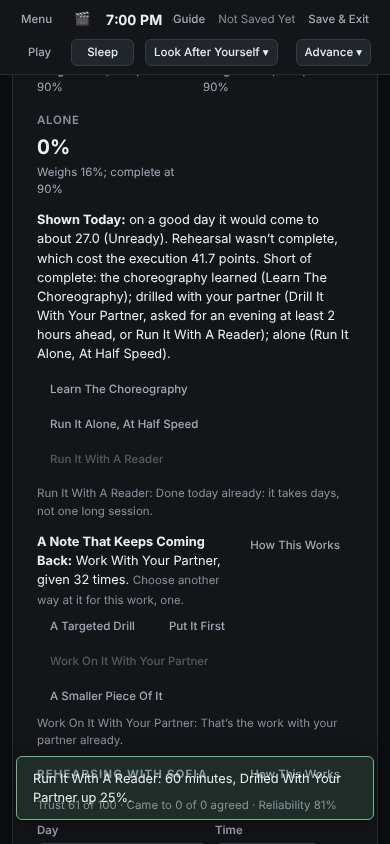 Menu 🎬 7:00 PM Guide Not Saved Yet Save & Exit
Play Sleep Look After Yourself ▾ Advance ▾
90% 90%
ALONE
0%
Weighs 16%; complete at
90%
Shown Today: on a good day it would come to
about 27.0 (Unready). Rehearsal wasn't complete,
which cost the execution 41.7 points. Short of
complete: the choreography learned (Learn The
Choreography); drilled with your partner (Drill It
With Your Partner, asked for an evening at least 2
hours ahead, or Run It With A Reader); alone (Run It
Alone, At Half Speed).
Learn The Choreography
Run It Alone, At Half Speed
Run It With A Reader
Run It With A Reader: Done today already: it takes days,
not one long session.
A Note That Keeps Coming
Back: Work With Your Partner,
given 32 times. Choose another
way at it for this work, one.
How This Works
A Targeted Drill Put It First
Work On It With Your Partner
A Smaller Piece Of It
Work On It With Your Partner: That's the work with your
partner already.
REHEARSING WITH SOFIA How This Works
Run It With A Reader: 60 minutes, Drilled With Your
Partner up 25%.
Trust 61 of 100 · Came to 0 of 0 agreed · Reliability 81%
Day Time